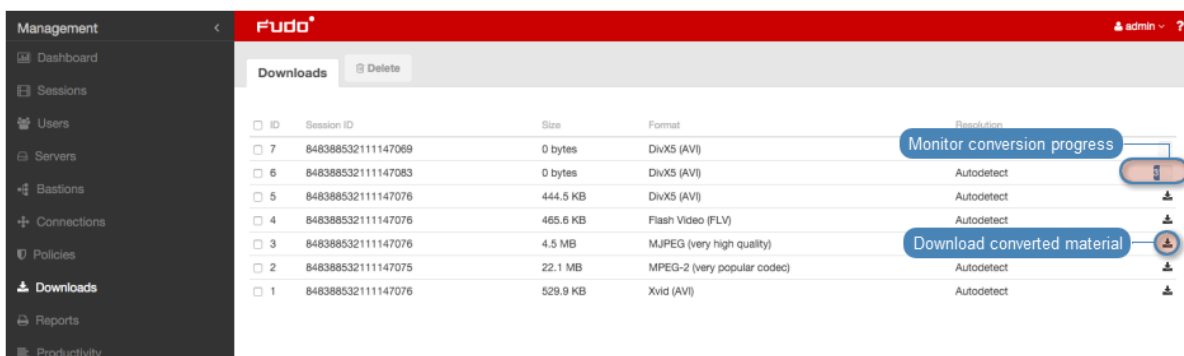 Management
Fudo
admin
?
Dashboard
Downloads
Delete
Sessions
Users
ID Session ID Size Format Resolution
7 848388532111147069 0 bytes DivX5 (AVI)
Monitor conversion progress
Servers
6 848388532111147083 0 bytes DivX5 (AVI) Autodetect
Bastions
5 848388532111147076 444.5 KB DivX5 (AVI) Autodetect
Connections
4 848388532111147076 465.6 KB Flash Video (FLV) Autodetect
3 848388532111147076 4.5 MB MJPEG (very high quality)
Download converted material
Policies
2 848388532111147075 22.1 MB MPEG-2 (very popular codec) Autodetect
Downloads
1 848388532111147076 529.9 KB Xvid (AVI) Autodetect
Reports
Productivity